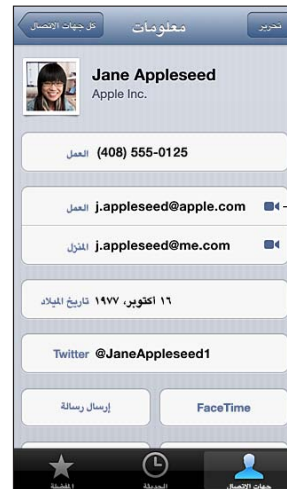 تحرير معلومات كل جهات الاتصال
Jane Appleseed
Apple Inc.
العمل (408) 555-0125
العمل j.appleseed@apple.com
المنزل j.appleseed@me.com
تاريخ الميلاد ١٦ أكتوبر، ١٩٧٧
Twitter @JaneAppleseed1
إرسال رسالة FaceTime
جهات الاتصال الحديثة المفضلة